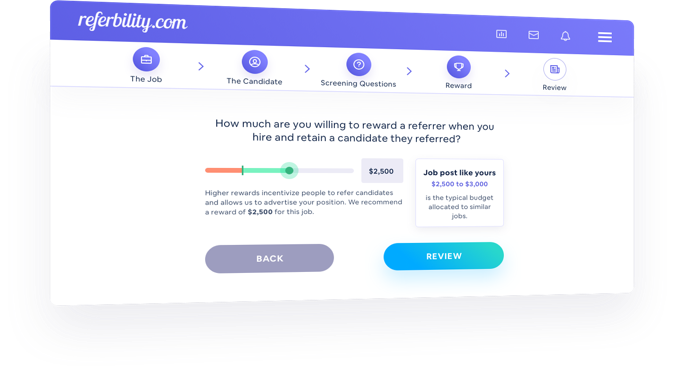 referbility.com
The Job
The Candidate
Screening Questions
Reward
Review
How much are you willing to reward a referrer when you
hire and retain a candidate they referred?
$2,500
Higher rewards incentivize people to refer candidates
and allows us to advertise your position. We recommend
a reward of $2,500 for this job.
Job post like yours
$2,500 to $3,000
is the typical budget
allocated to similar
jobs.
BACK
REVIEW